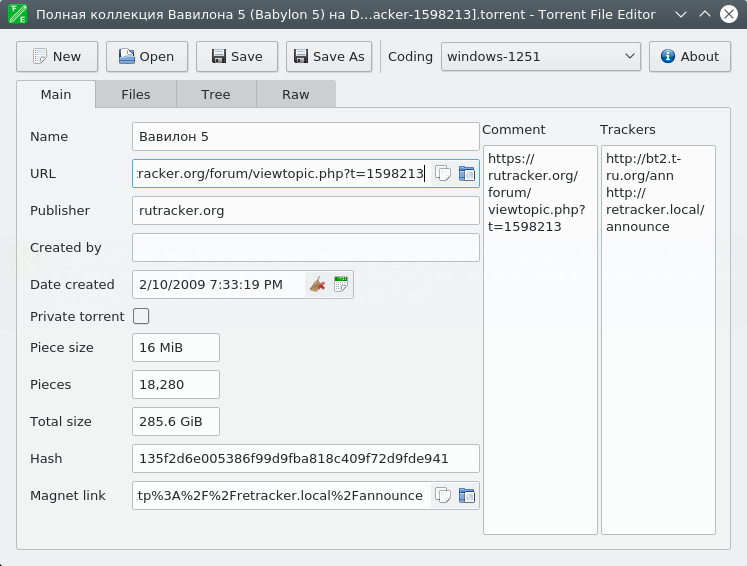 Полная коллекция Вавилона 5 (Babylon 5) на D...acker-1598213].torrent - Torrent File Editor
New Open Save Save As Coding windows-1251 About
Main Files Tree Raw
Name Вавилон 5
URL racker.org/forum/viewtopic.php?t=1598213
Publisher rutracker.org
Created by
Date created 2/10/2009 7:33:19 PM
Private torrent
Piece size 16 MiB
Pieces 18,280
Total size 285.6 GiB
Hash 135f2d6e005386f99d9fba818c409f72d9fde941
Magnet link tp%3A%2F%2Fretracker.local%2Fannounce
Comment
https://
rutracker.org/
forum/
viewtopic.php?
t=1598213
Trackers
http://bt2.t-
ru.org/ann
http://
retracker.local/
announce